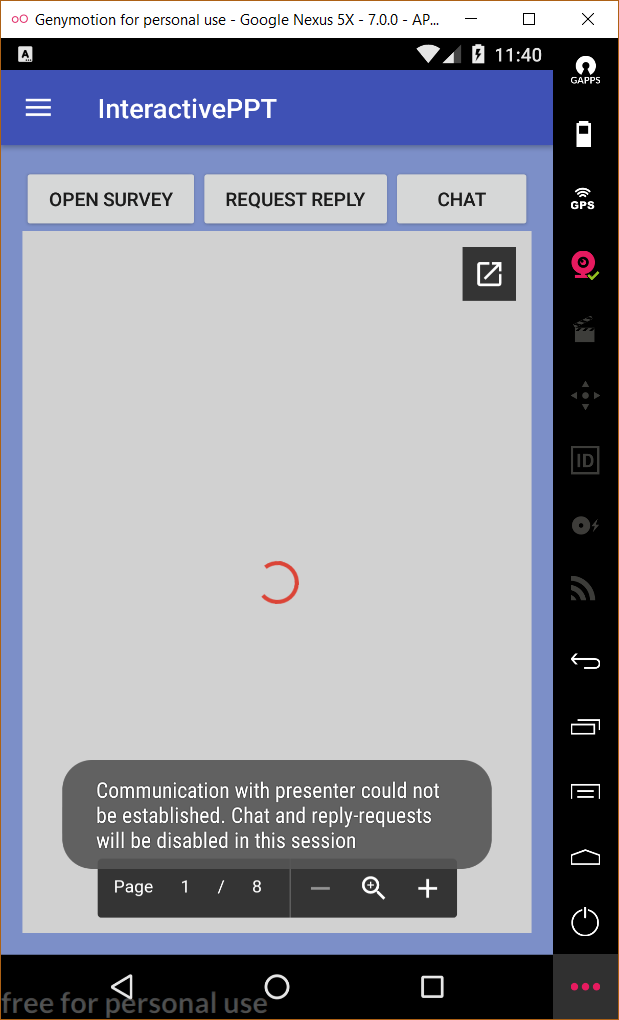 Genymotion for personal use - Google Nexus 5X - 7.0.0 - AP...
A
11:40
GAPPS
InteractivePPT
OPEN SURVEY REQUEST REPLY CHAT
GPS
ID
Communication with presenter could not
be established. Chat and reply-requests
will be disabled in this session
Page 1 / 8
free for personal use